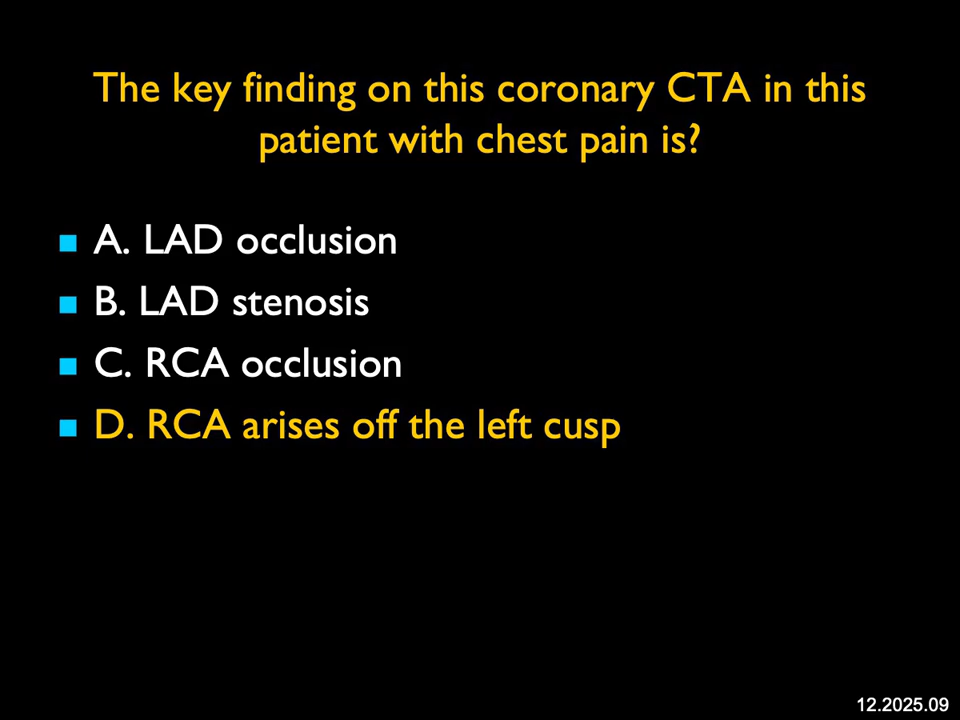 The key finding on this coronary CTA in this
patient with chest pain is?
A. LAD occlusion
B. LAD stenosis
C. RCA occlusion
D. RCA arises off the left cusp
12.2025.09